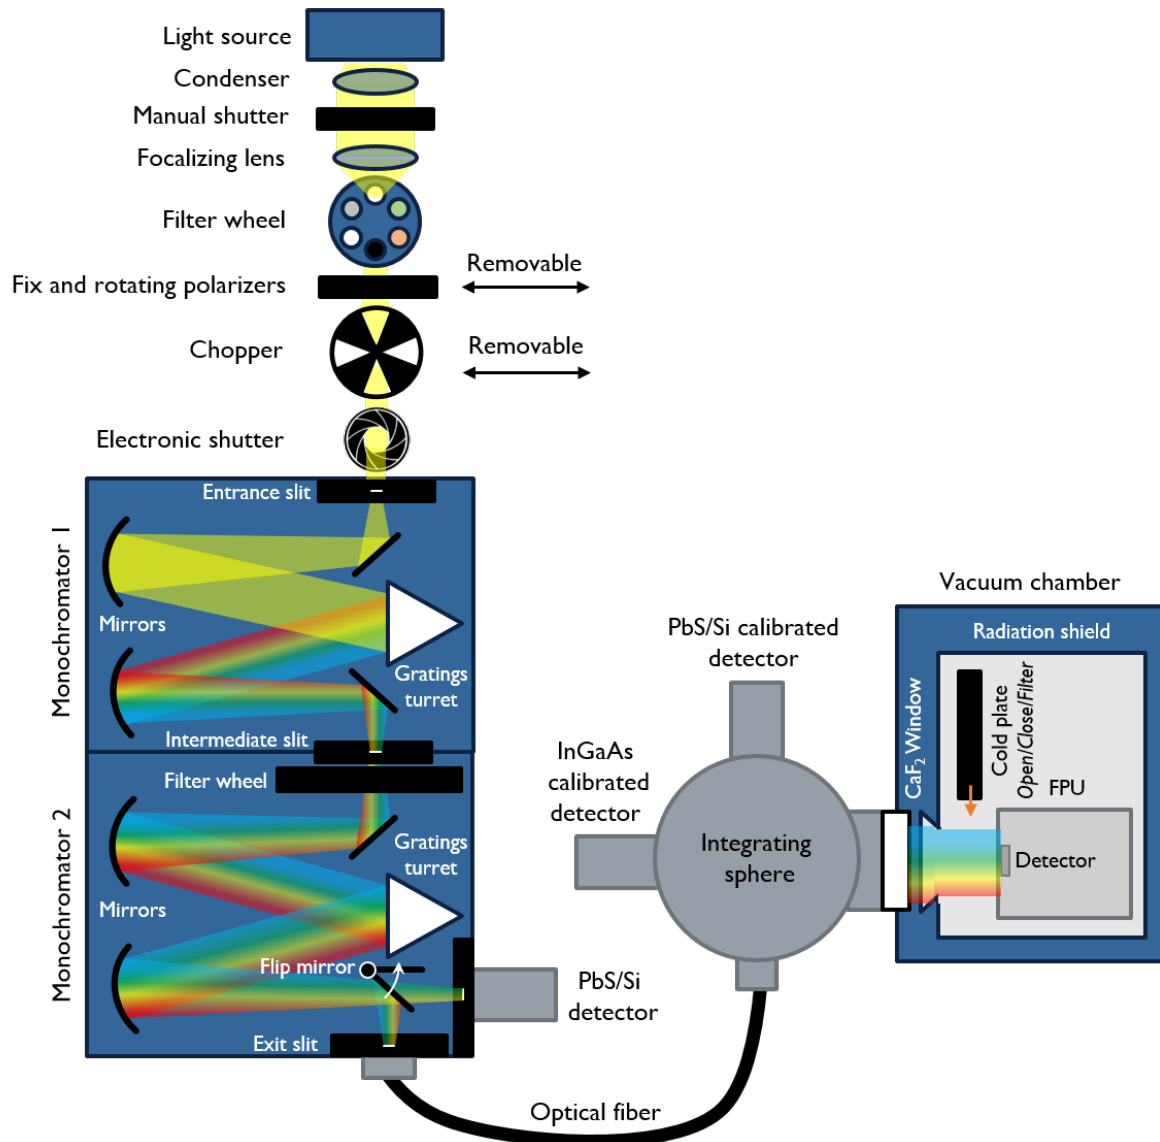 Light source
Condenser
Manual shutter
Focalizing lens
Filter wheel
Fix and rotating polarizers
Removable
Chopper
Removable
Electronic shutter
Entrance slit
Monochromator 1
Mirrors
Gratings
turret
Intermediate slit
Filter wheel
Monochromator 2
Gratings
turret
Mirrors
Flip mirror
Exit slit
PbS/Si
detector
Optical fiber
PbS/Si calibrated
detector
InGaAs
calibrated
detector
Integrating
sphere
Vacuum chamber
Radiation shield
CaF₂ Window
Cold plate
Open/Close/Filter
FPU
Detector